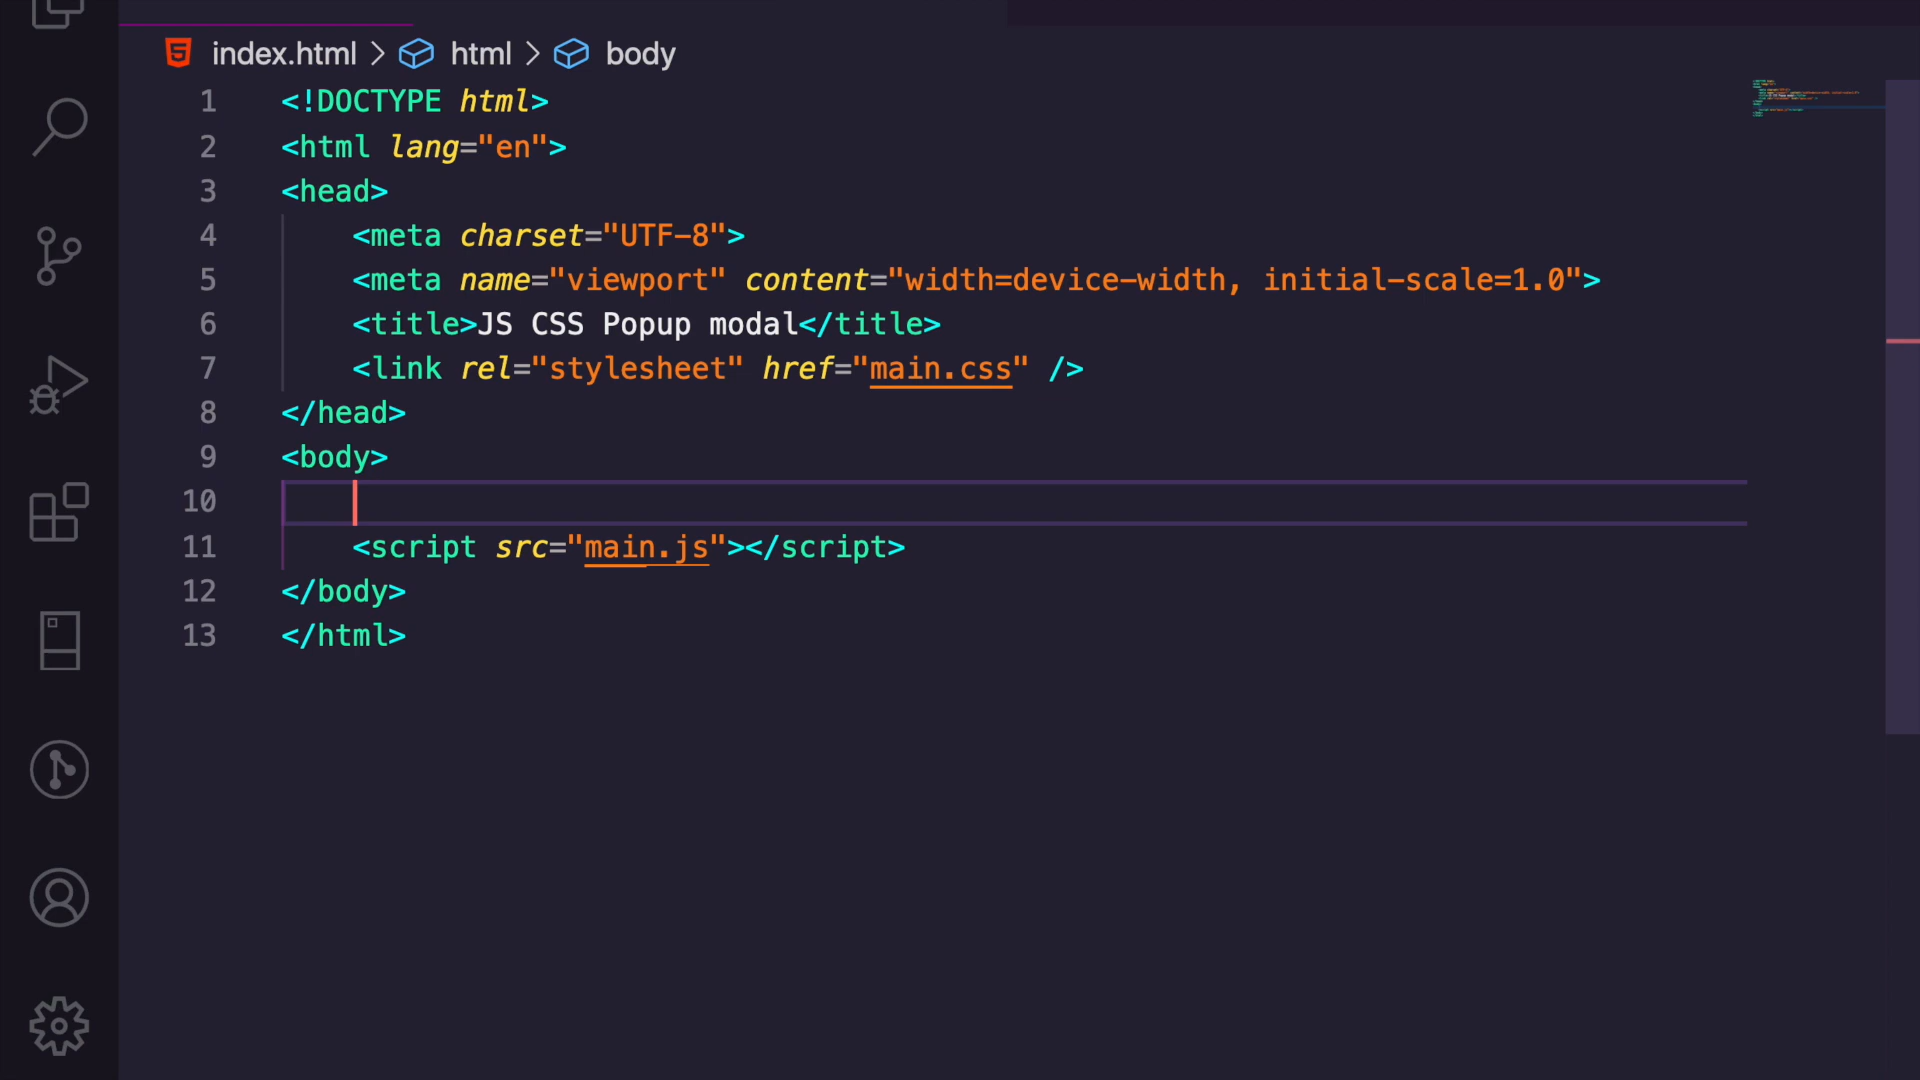 index.html > html > body
1 <!DOCTYPE html>
2 <html lang="en">
3 <head>
4     <meta charset="UTF-8">
5     <meta name="viewport" content="width=device-width, initial-scale=1.0">
6     <title>JS CSS Popup modal</title>
7     <link rel="stylesheet" href="main.css" />
8 </head>
9 <body>
10
11     <script src="main.js"></script>
12 </body>
13 </html>